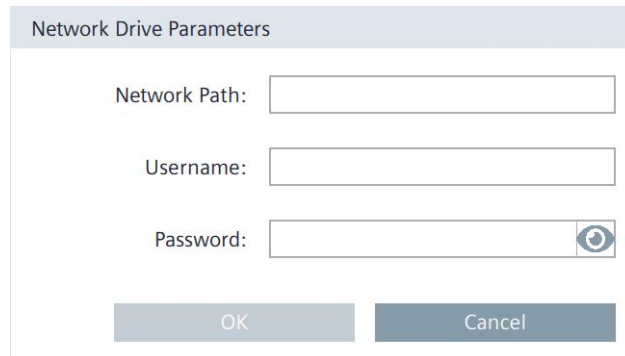 Network Drive Parameters
Network Path:
Username:
Password:
OK
Cancel